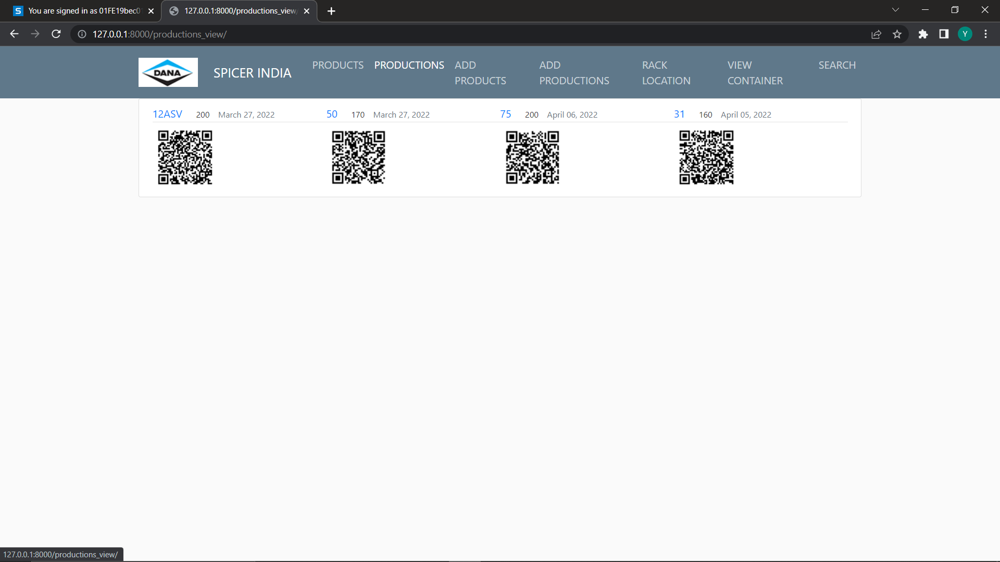 You are signed in as 01FE19bec0
127.0.0.1:8000/productions_view/
127.0.0.1:8000/productions_view/
Y
DANA
SPICER INDIA
PRODUCTS
PRODUCTIONS
ADD PRODUCTS
ADD PRODUCTIONS
RACK LOCATION
VIEW CONTAINER
SEARCH
12ASV 200 March 27, 2022
50 170 March 27, 2022
75 200 April 06, 2022
31 160 April 05, 2022
127.0.0.1:8000/productions_view/